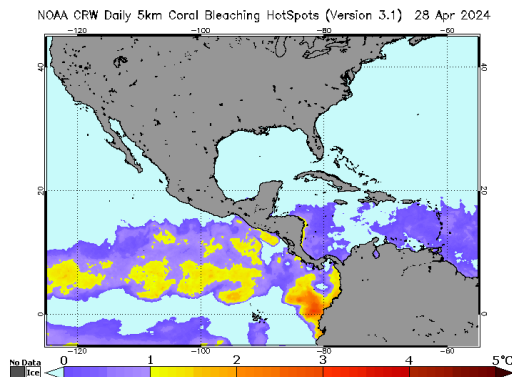 NOAA CRW Daily 5km Coral Bleaching HotSpots (Version 3.1) 28 Apr 2024
-120 -100 -80 -60
40 40
20 20
0 0
-120 -100 -80 -60
No Data 0 1 2 3 4 5°C
Ice